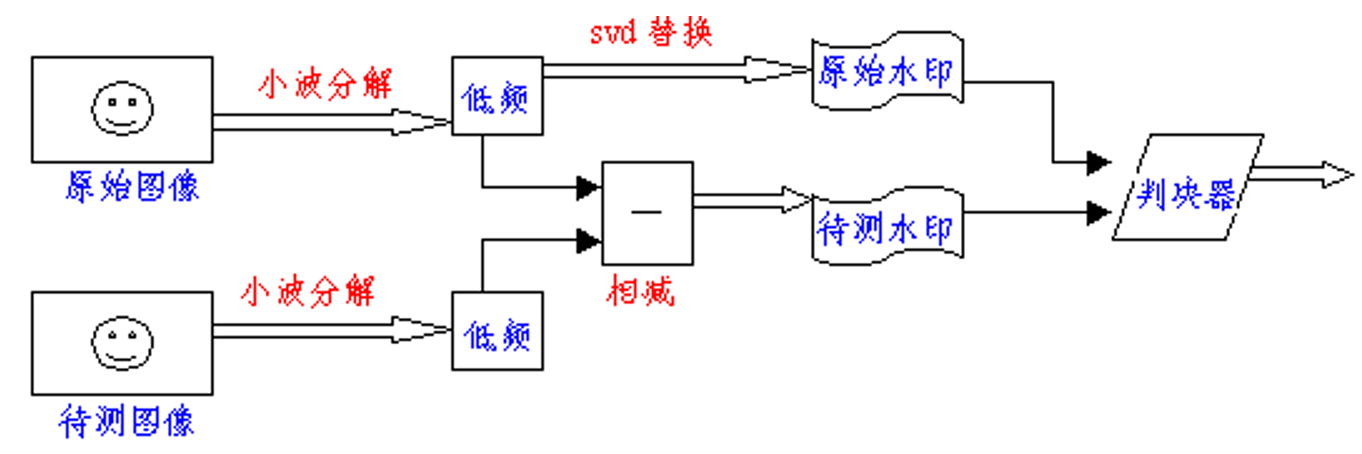 svd 替换
小波分解
低频
原始水印
原始图像
判决器
待测水印
小波分解
相减
低频
待测图像